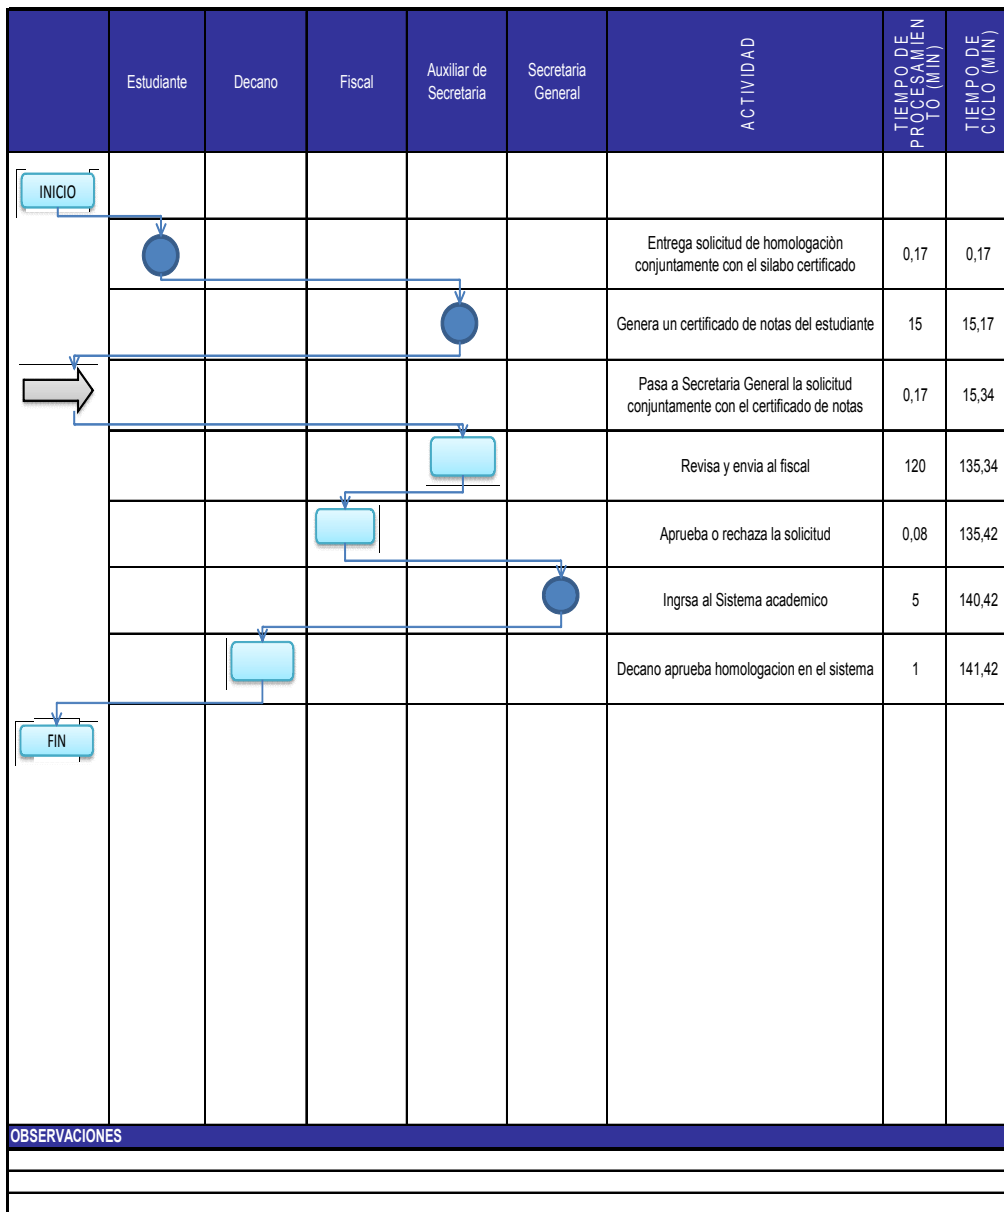 Estudiante
Decano
Fiscal
Auxiliar de
Secretaria
Secretaria
General
ACTIVIDAD
TIEMPO DE
PROCESAMIEN
TO (MIN)
TIEMPO DE
CICLO (MIN)
INICIO
Entrega solicitud de homologaciòn
conjuntamente con el silabo certificado
0,17
0,17
Genera un certificado de notas del estudiante
15
15,17
Pasa a Secretaria General la solicitud
conjuntamente con el certificado de notas
0,17
15,34
Revisa y envia al fiscal
120
135,34
Aprueba o rechaza la solicitud
0,08
135,42
Ingrsa al Sistema academico
5
140,42
Decano aprueba homologacion en el sistema
1
141,42
FIN
OBSERVACIONES